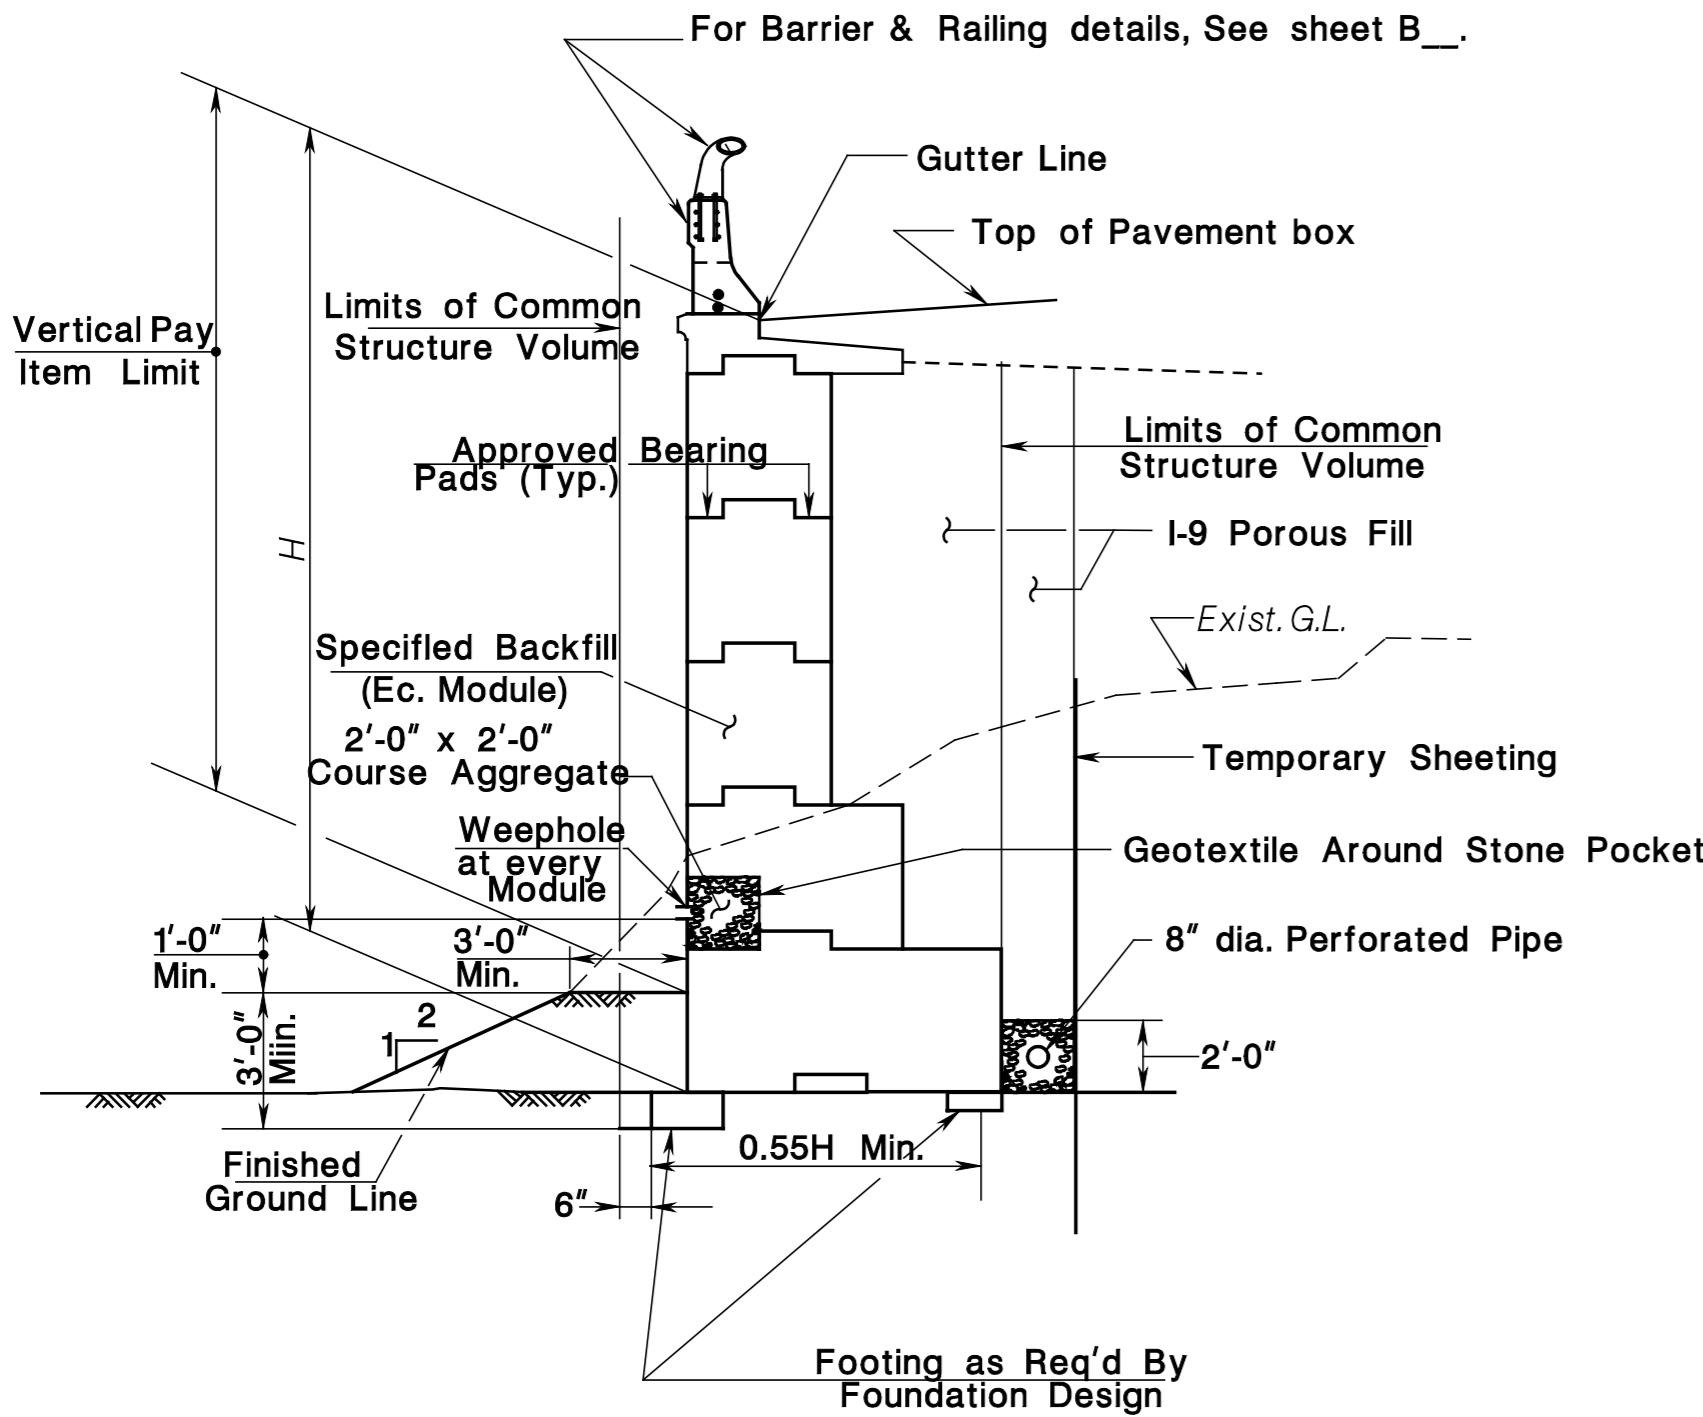 For Barrier & Railing details, See sheet B__.
Gutter Line
Top of Pavement box
Limits of Common
Structure Volume
Vertical Pay
Item Limit
Limits of Common
Structure Volume
Approved Bearing
Pads (Typ.)
I-9 Porous Fill
H
Exist. G.L.
Specifled Backfill
(Ec. Module)
2'-0" x 2'-0"
Course Aggregate
Temporary Sheeting
Weephole
at every
Module
Geotextile Around Stone Pocket
1'-0"
Min.
3'-0"
Min.
8" dia. Perforated Pipe
2
1
3'-0"
Miin.
2'-0"
0.55H Min.
Finished
Ground Line
6"
Footing as Req'd By
Foundation Design